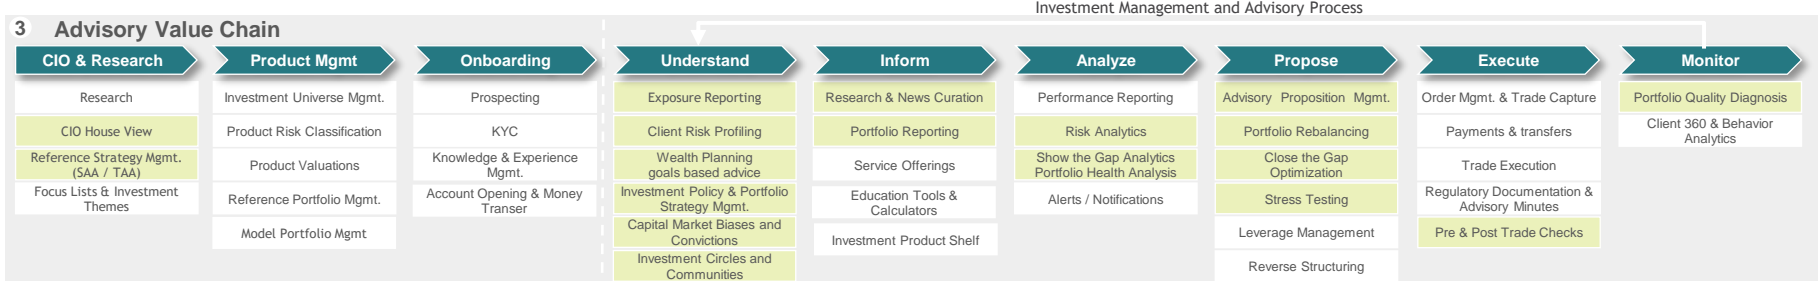 Investment Management and Advisory Process
3 Advisory Value Chain
CIO & Research
Research
CIO House View
Reference Strategy Mgmt.
(SAA / TAA)
Focus Lists & Investment
Themes
Product Mgmt
Investment Universe Mgmt.
Product Risk Classification
Product Valuations
Reference Portfolio Mgmt.
Model Portfolio Mgmt
Onboarding
Prospecting
KYC
Knowledge & Experience
Mgmt.
Account Opening & Money
Transer
Understand
Exposure Reporting
Client Risk Profiling
Wealth Planning
goals based advice
Investment Policy & Portfolio
Strategy Mgmt.
Capital Market Biases and
Convictions
Investment Circles and
Communities
Inform
Research & News Curation
Portfolio Reporting
Service Offerings
Education Tools &
Calculators
Investment Product Shelf
Analyze
Performance Reporting
Risk Analytics
Show the Gap Analytics
Portfolio Health Analysis
Alerts / Notifications
Propose
Advisory Proposition Mgmt.
Portfolio Rebalancing
Close the Gap
Optimization
Stress Testing
Leverage Management
Reverse Structuring
Execute
Order Mgmt. & Trade Capture
Payments & transfers
Trade Execution
Regulatory Documentation &
Advisory Minutes
Pre & Post Trade Checks
Monitor
Portfolio Quality Diagnosis
Client 360 & Behavior
Analytics